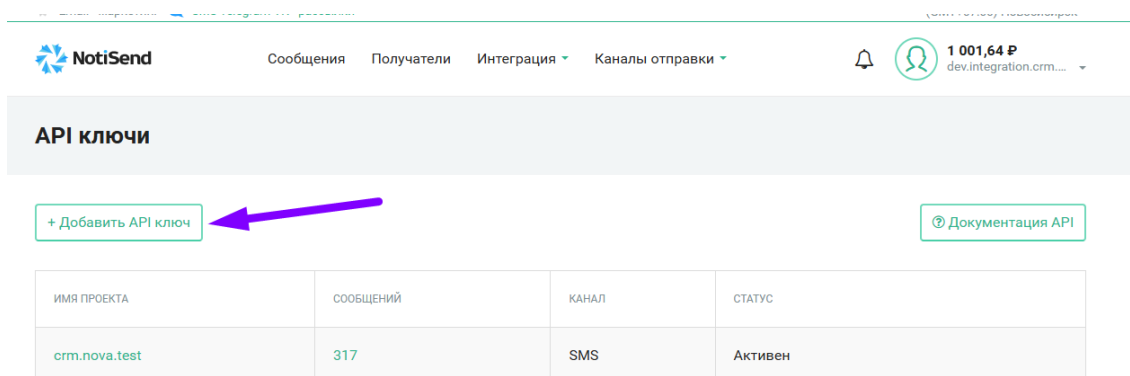 NotiSend
Сообщения Получатели Интеграция Каналы отправки
1 001,64 ₽
dev.integration.crm....
API ключи
+ Добавить API ключ
Документация API
ИМЯ ПРОЕКТА СООБЩЕНИЙ КАНАЛ СТАТУС
crm.nova.test 317 SMS Активен